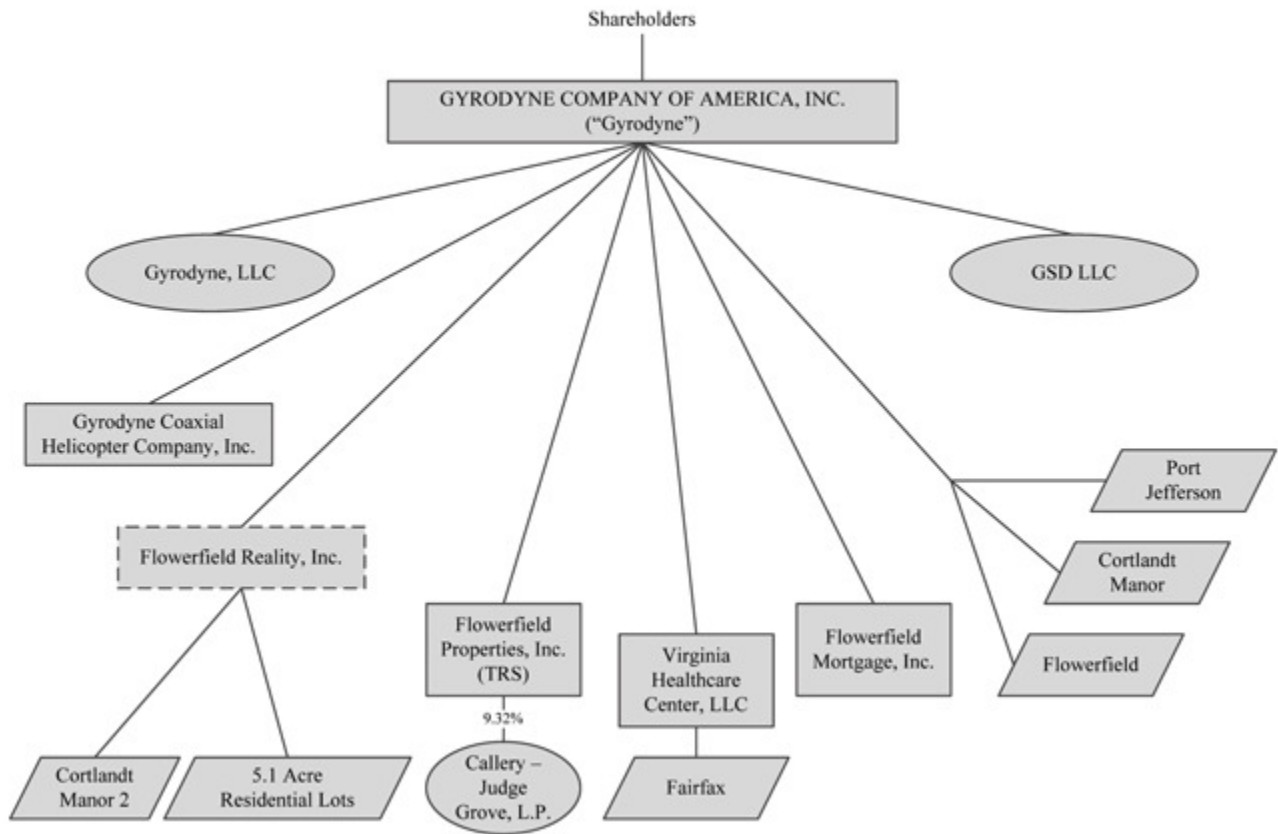 Shareholders
GYRODYNE COMPANY OF AMERICA, INC.
(“Gyrodyne”)
Gyrodyne, LLC
GSD LLC
Gyrodyne Coaxial
Helicopter Company, Inc.
Port
Jefferson
Flowerfield Reality, Inc.
Cortlandt
Manor
Flowerfield
Properties, Inc.
(TRS)
Virginia
Healthcare
Center, LLC
Flowerfield
Mortgage, Inc.
Flowerfield
9.32%
Cortlandt
Manor 2
5.1 Acre
Residential Lots
Callery –
Judge
Grove, L.P.
Fairfax